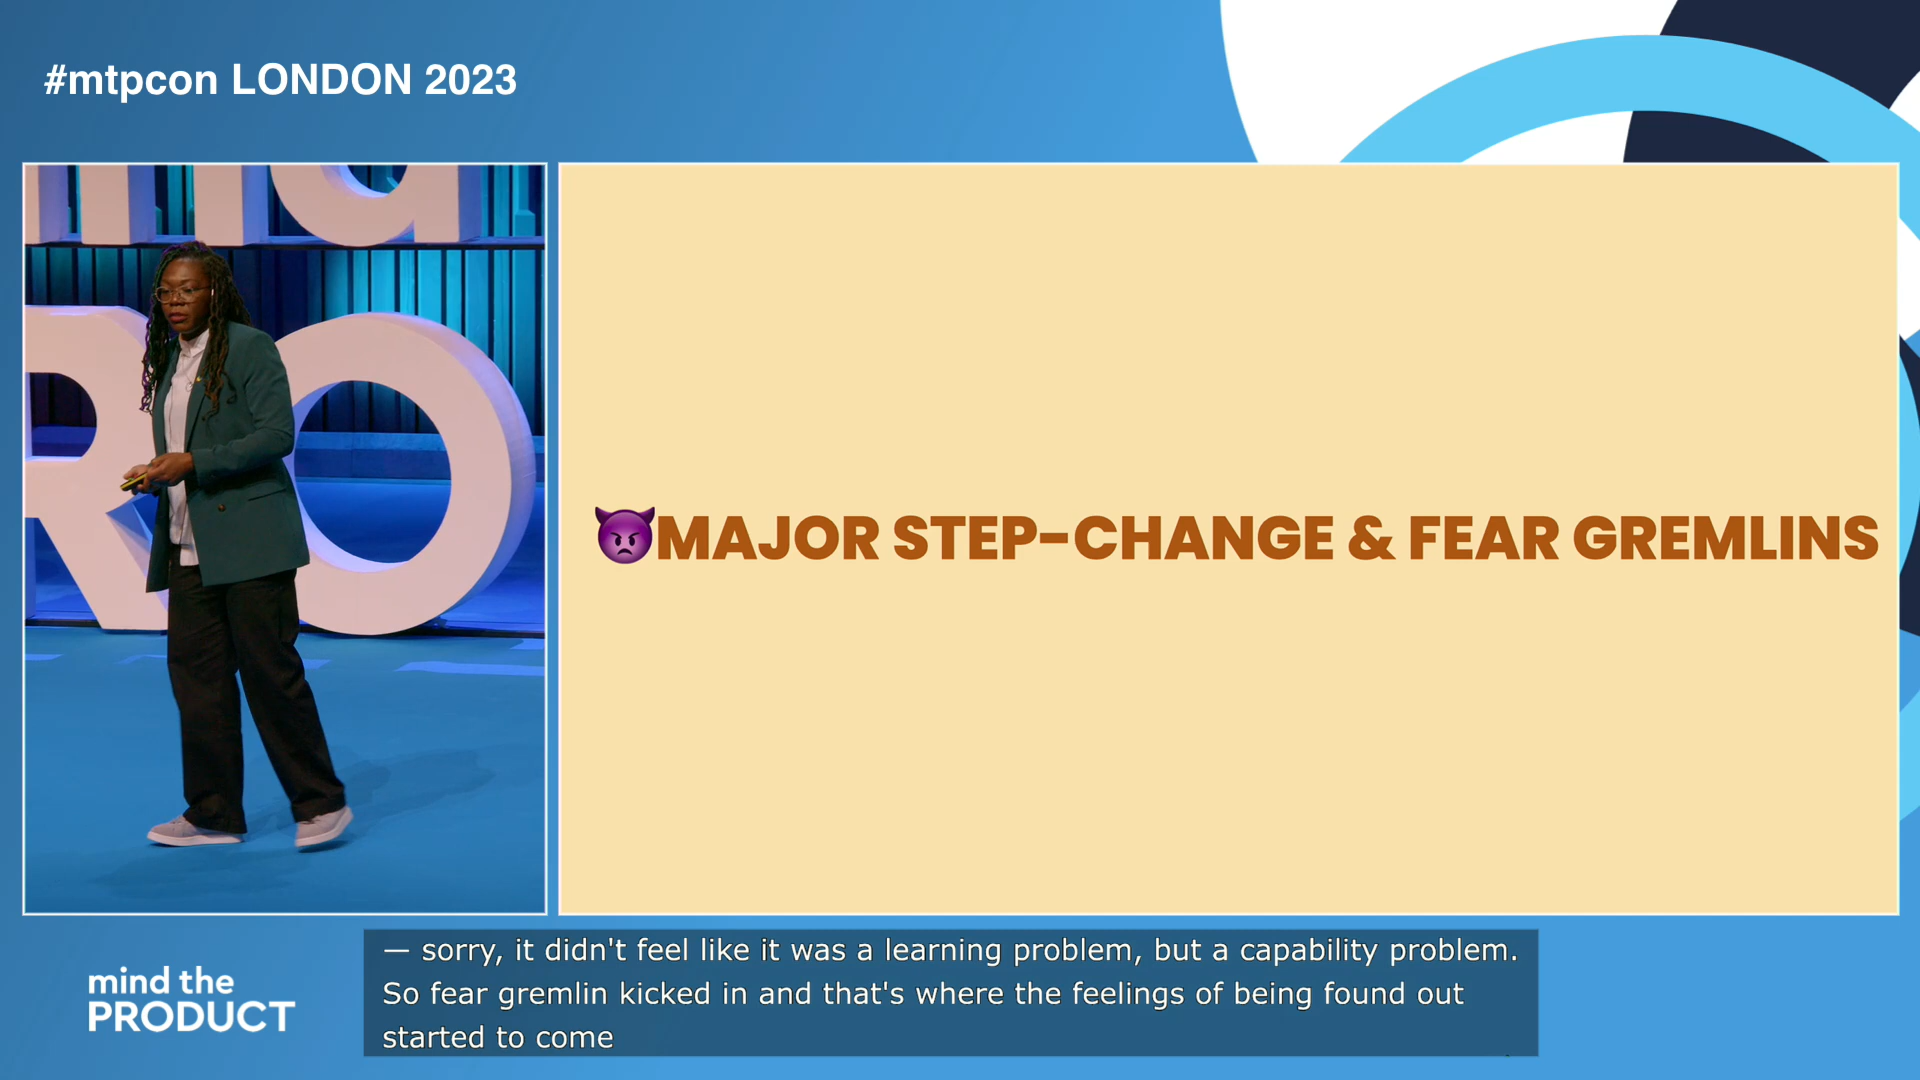 #mtpcon LONDON 2023
RO
😈MAJOR STEP-CHANGE & FEAR GREMLINS
— sorry, it didn't feel like it was a learning problem, but a capability problem.
So fear gremlin kicked in and that's where the feelings of being found out
started to come
mind the
PRODUCT